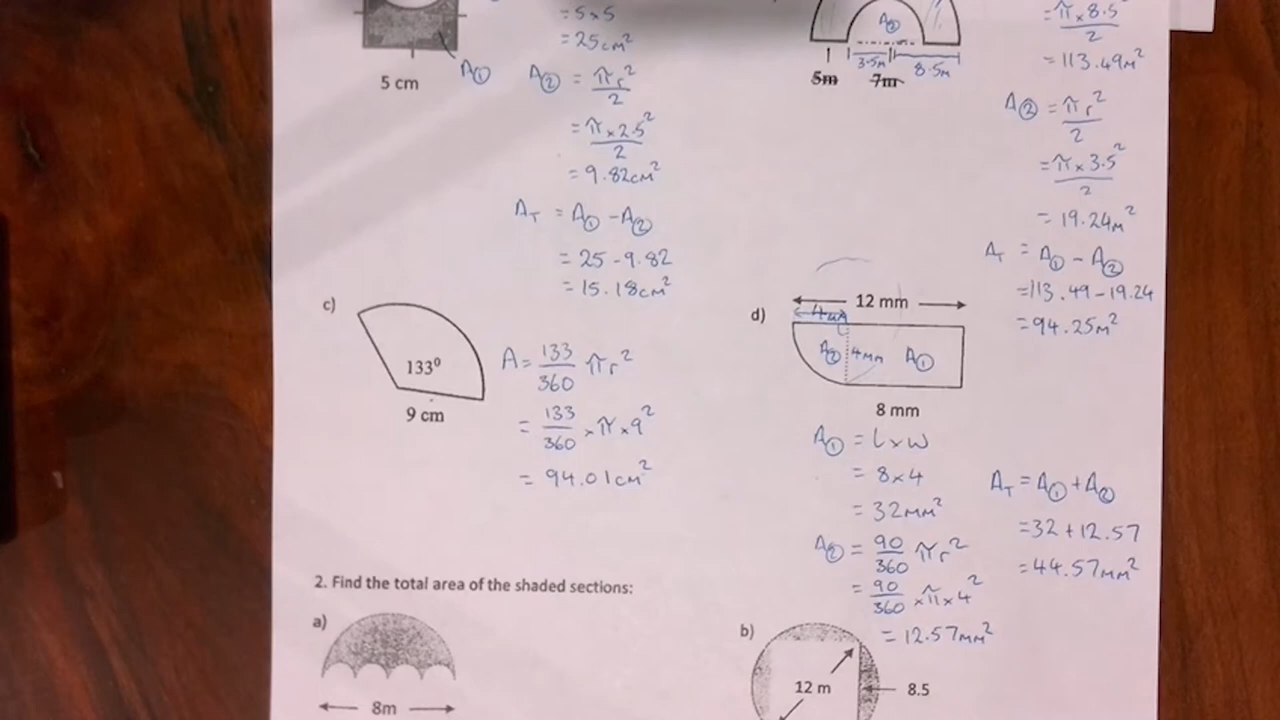 = 5 x 5
= 25cm²
5 cm
A①
A② = πr²/2
= π x 2.5²/2
= 9.82cm²
A_T = A① - A②
= 25 - 9.82
= 15.18cm²
A②
3.5m
8.5m
5m
7m
= π x 8.5²/2
= 113.49m²
A② = πr²/2
= π x 3.5²/2
= 19.24m²
A_T = A① - A②
= 113.49 - 19.24
= 94.25m²
c)
133⁰
9 cm
A = 133/360 πr²
= 133/360 x π x 9²
= 94.01cm²
d)
12 mm
A② 4mm A①
8 mm
A① = L x W
= 8 x 4
= 32mm²
A② = 90/360 πr²
= 90/360 x π x 4²
= 12.57mm²
A_T = A① + A②
= 32 + 12.57
= 44.57mm²
2. Find the total area of the shaded sections:
a)
8m
b)
12 m
8.5